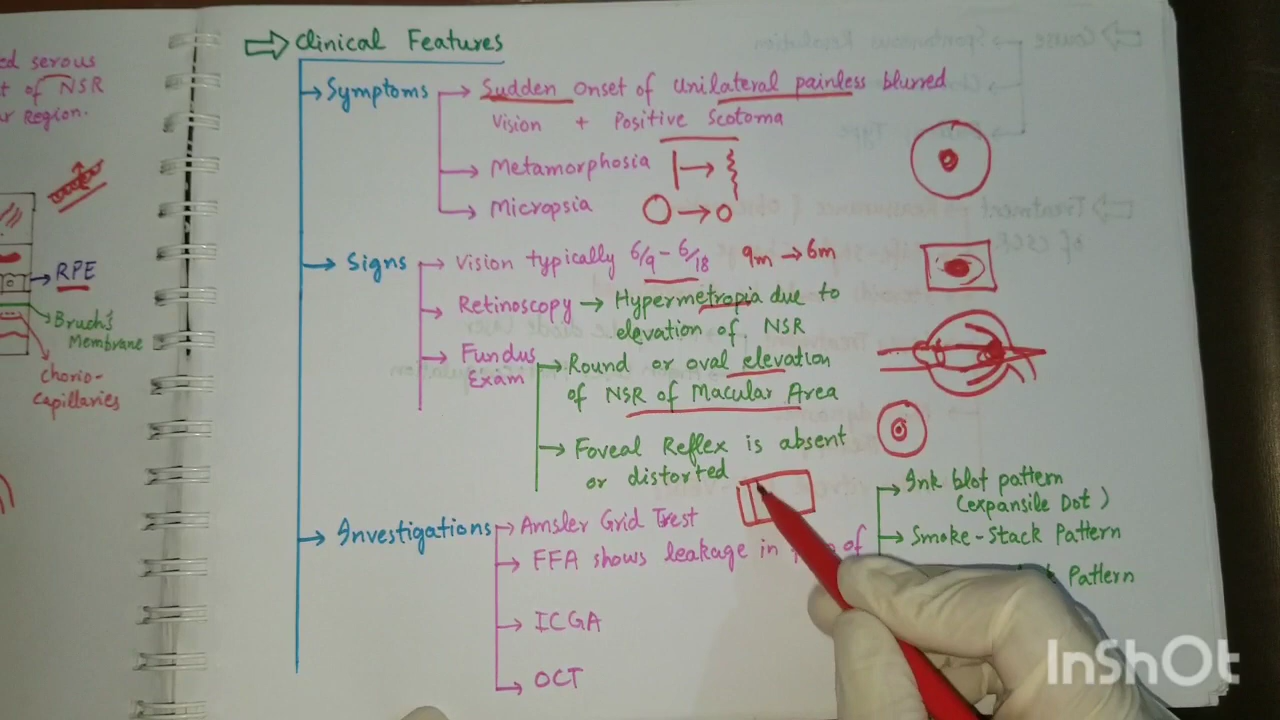 ed serous
t of NSR
r Region.
RPE
Bruch's
Membrane
Chorio-
Capillaries
Clinical Features
Symptoms
Sudden onset of Unilateral painless blurred
Vision + Positive Scotoma
Metamorphosia
Micropsia
Signs
Vision typically 6/9 - 6/18 9m → 6m
Retinoscopy → Hypermetropia due to
elevation of NSR
Fundus
Exam
Round or oval elevation
of NSR of Macular Area
Foveal Reflex is absent
or distorted
Investigations
Amsler Grid Trest
FFA shows leakage in of
Ink blot pattern
(expansile Dot)
Smoke-Stack Pattern
Pattern
ICGA
OCT
InShOt